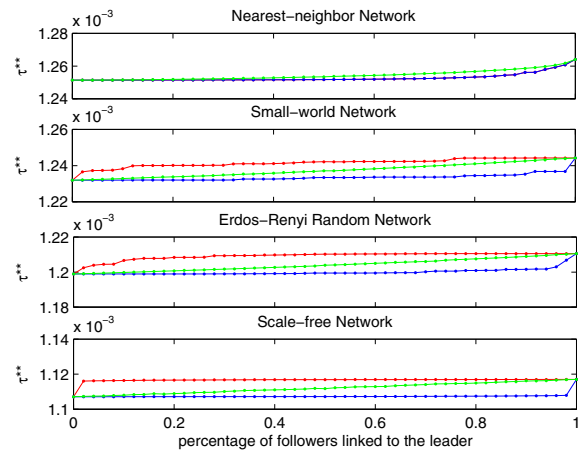 Nearest−neighbor Network
x 10⁻³
1.28
1.26
1.24
τ**
Small−world Network
x 10⁻³
1.26
1.24
1.22
τ**
Erdos−Renyi Random Network
x 10⁻³
1.22
1.2
1.18
τ**
Scale−free Network
x 10⁻³
1.14
1.12
1.1
τ**
0 0.2 0.4 0.6 0.8 1
percentage of followers linked to the leader